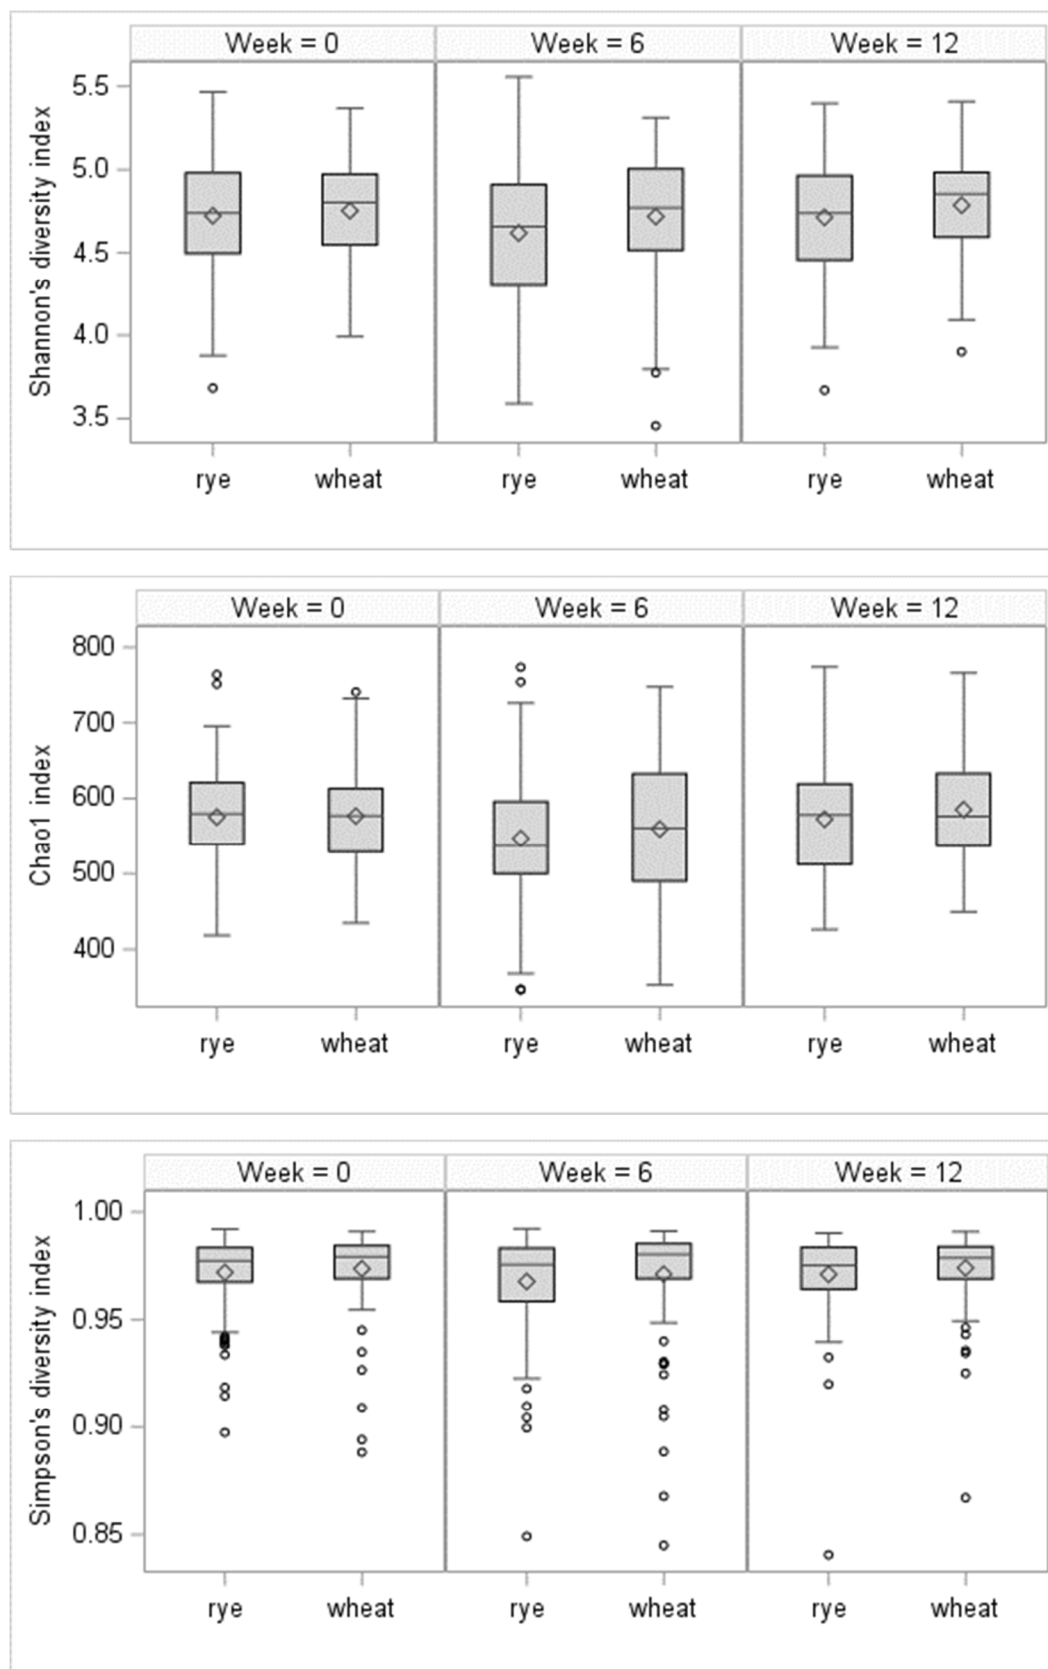 Week = 0 Week = 6 Week = 12
Shannon's diversity index
5.5
5.0
4.5
4.0
3.5
rye wheat rye wheat rye wheat
Week = 0 Week = 6 Week = 12
Chao1 index
800
700
600
500
400
rye wheat rye wheat rye wheat
Week = 0 Week = 6 Week = 12
Simpson's diversity index
1.00
0.95
0.90
0.85
rye wheat rye wheat rye wheat